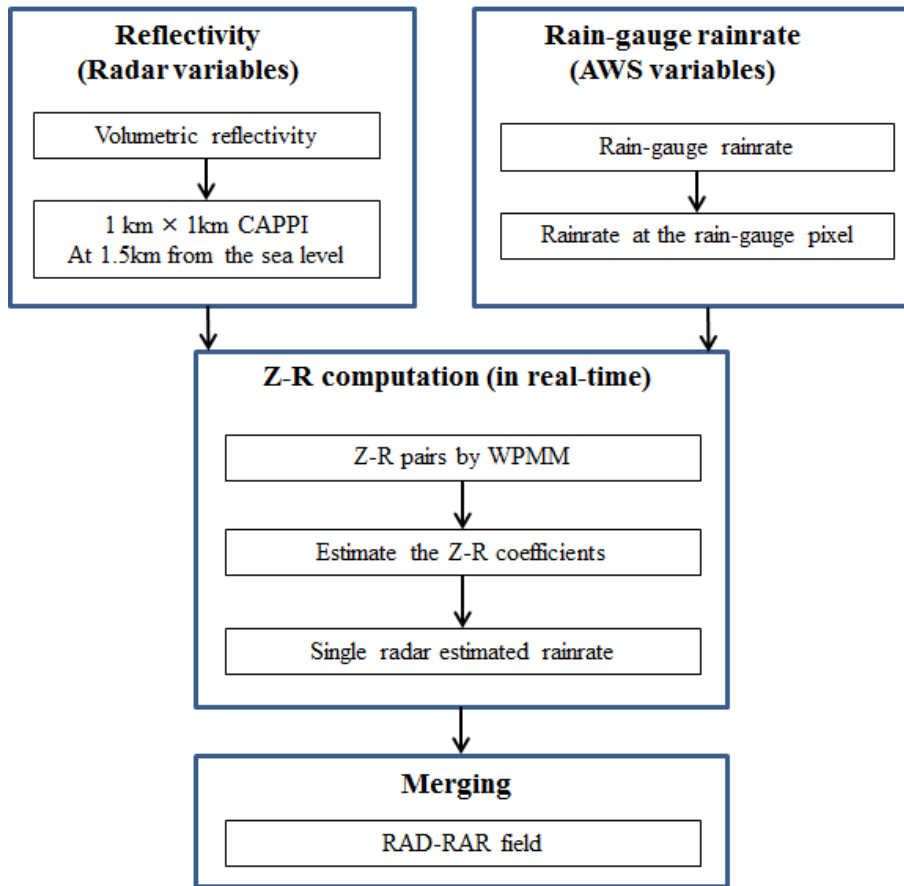 Reflectivity
(Radar variables)
Volumetric reflectivity
1 km × 1km CAPPI
At 1.5km from the sea level
Rain-gauge rainrate
(AWS variables)
Rain-gauge rainrate
Rainrate at the rain-gauge pixel
Z-R computation (in real-time)
Z-R pairs by WPMM
Estimate the Z-R coefficients
Single radar estimated rainrate
Merging
RAD-RAR field